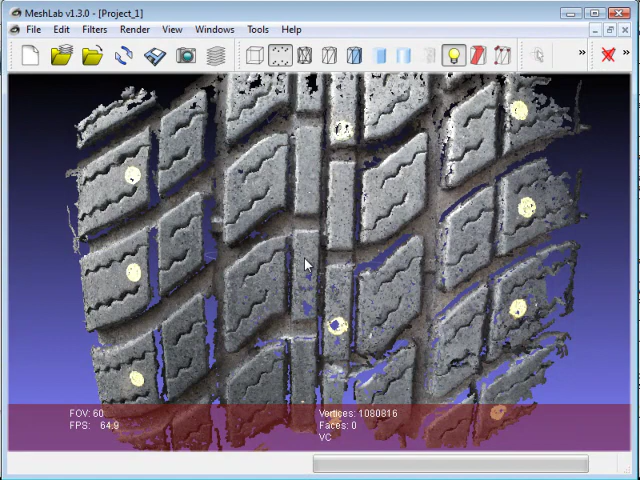 MeshLab v1.3.0 - [Project_1]
File Edit Filters Render View Windows Tools Help
FOV: 60
FPS: 64.9
Vertices: 1080816
Faces: 0
VC